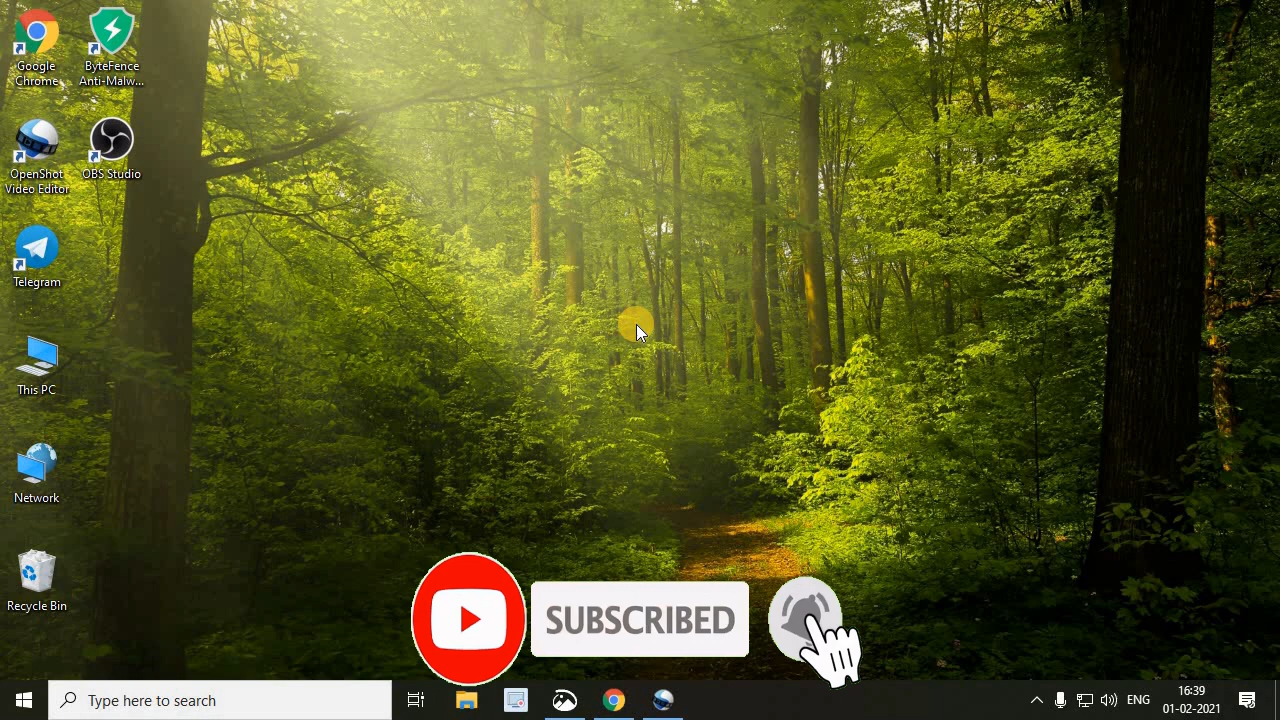 Google
Chrome
ByteFence
Anti-Malw...
OpenShot
Video Editor
OBS Studio
Telegram
This PC
Network
Recycle Bin
SUBSCRIBED
Type here to search
ENG
16:39
01-02-2021